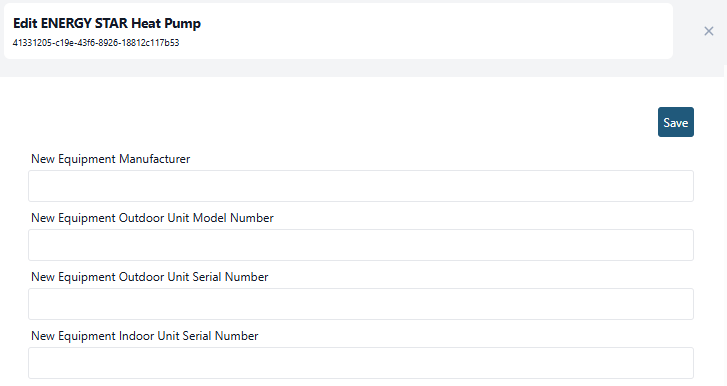 Edit ENERGY STAR Heat Pump
41331205-c19e-43f6-8926-18812c117b53
Save
New Equipment Manufacturer
New Equipment Outdoor Unit Model Number
New Equipment Outdoor Unit Serial Number
New Equipment Indoor Unit Serial Number